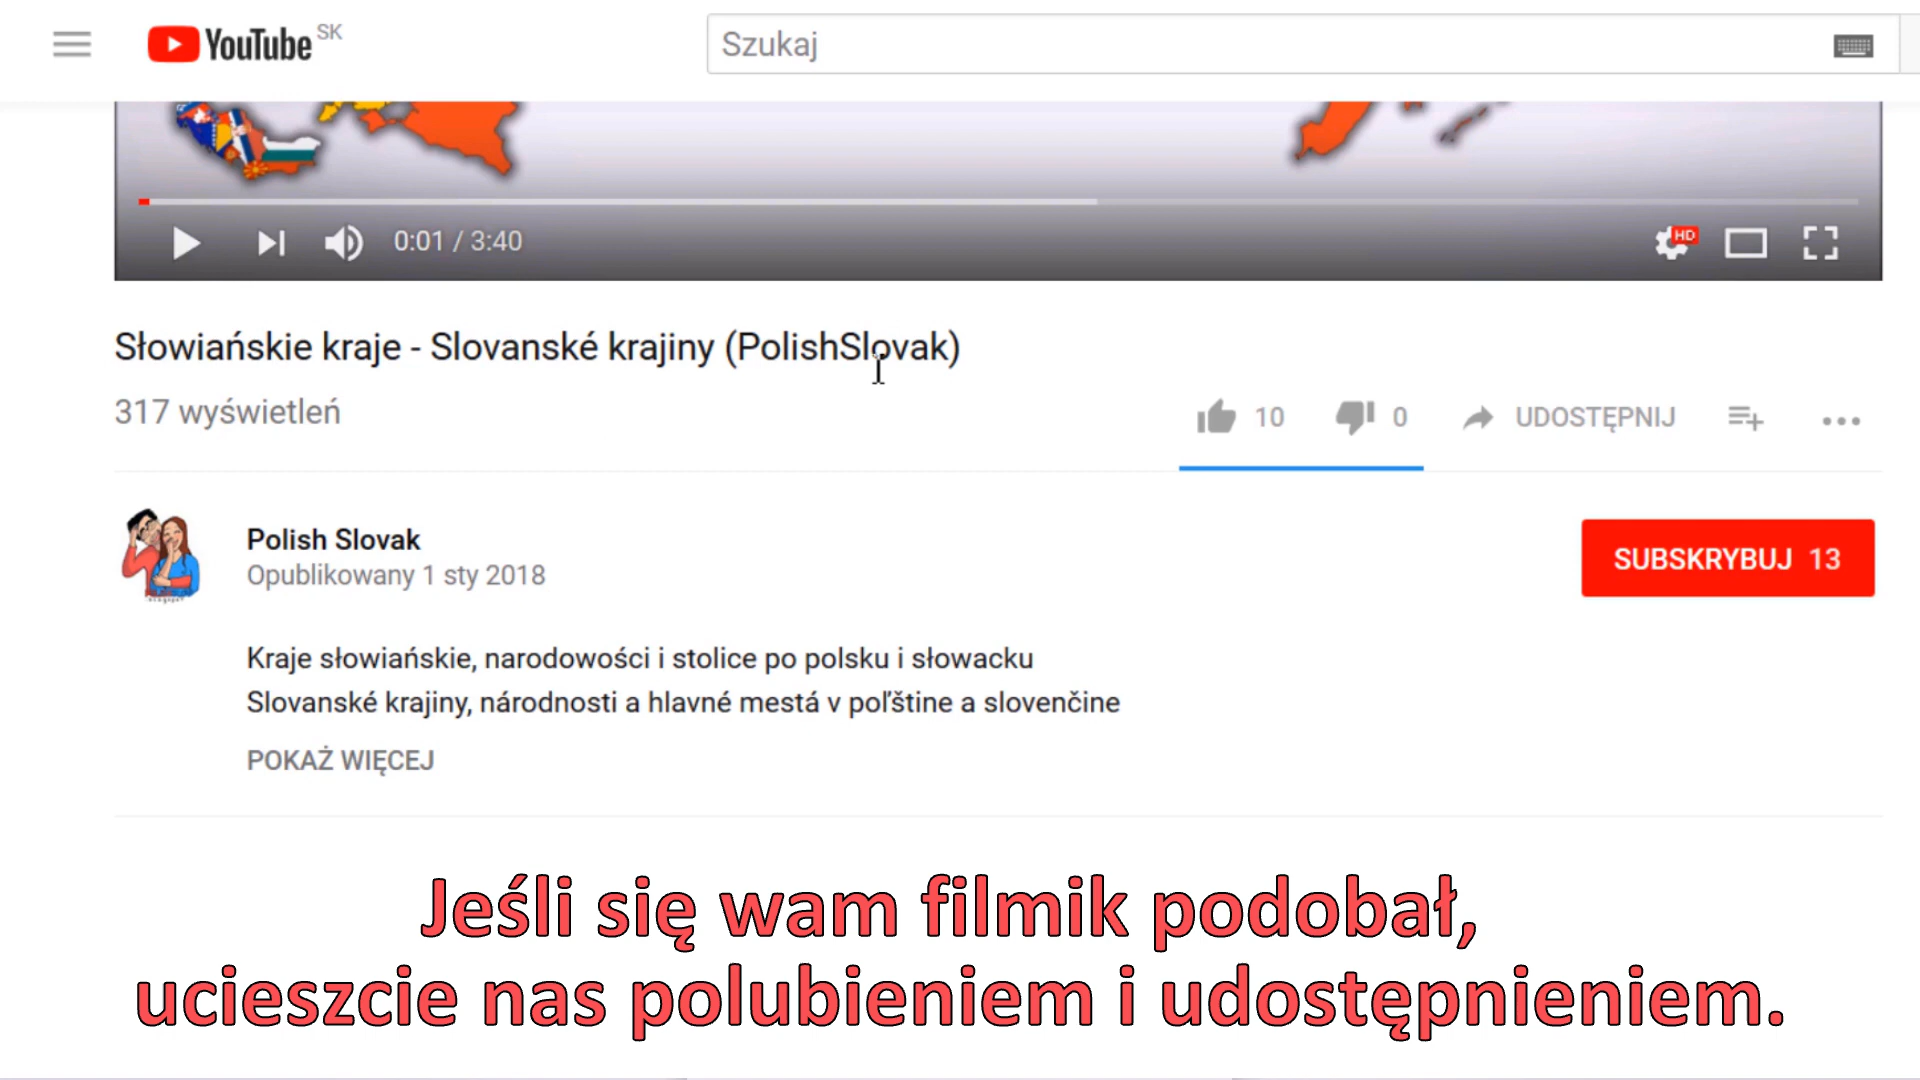 YouTube SK
Szukaj
0:01 / 3:40
HD
Słowiańskie kraje - Slovanské krajiny (PolishSlovak)
317 wyświetleń
10
0
UDOSTĘPNIJ
Polish Slovak
Opublikowany 1 sty 2018
SUBSKRYBUJ 13
Kraje słowiańskie, narodowości i stolice po polsku i słowacku
Slovanské krajiny, národnosti a hlavné mestá v poľštine a slovenčine
POKAŻ WIĘCEJ
Jeśli się wam filmik podobał,
ucieszcie nas polubieniem i udostępnieniem.